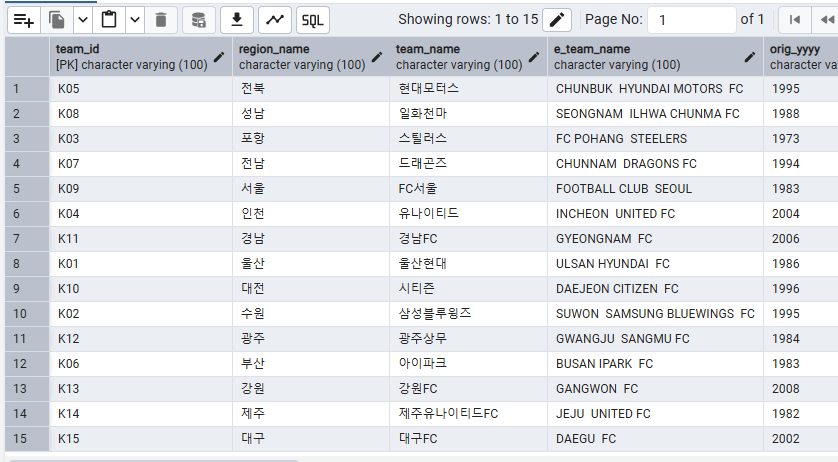 SQL Showing rows: 1 to 15 Page No: 1 of 1
team_id region_name team_name e_team_name orig_yyyy
[PK] character varying (100) character varying (100) character varying (100) character varying (100) character va
1 K05 전북 현대모터스 CHUNBUK HYUNDAI MOTORS FC 1995
2 K08 성남 일화천마 SEONGNAM ILHWA CHUNMA FC 1988
3 K03 포항 스틸러스 FC POHANG STEELERS 1973
4 K07 전남 드래곤즈 CHUNNAM DRAGONS FC 1994
5 K09 서울 FC서울 FOOTBALL CLUB SEOUL 1983
6 K04 인천 유나이티드 INCHEON UNITED FC 2004
7 K11 경남 경남FC GYEONGNAM FC 2006
8 K01 울산 울산현대 ULSAN HYUNDAI FC 1986
9 K10 대전 시티즌 DAEJEON CITIZEN FC 1996
10 K02 수원 삼성블루윙즈 SUWON SAMSUNG BLUEWINGS FC 1995
11 K12 광주 광주상무 GWANGJU SANGMU FC 1984
12 K06 부산 아이파크 BUSAN IPARK FC 1983
13 K13 강원 강원FC GANGWON FC 2008
14 K14 제주 제주유나이티드FC JEJU UNITED FC 1982
15 K15 대구 대구FC DAEGU FC 2002